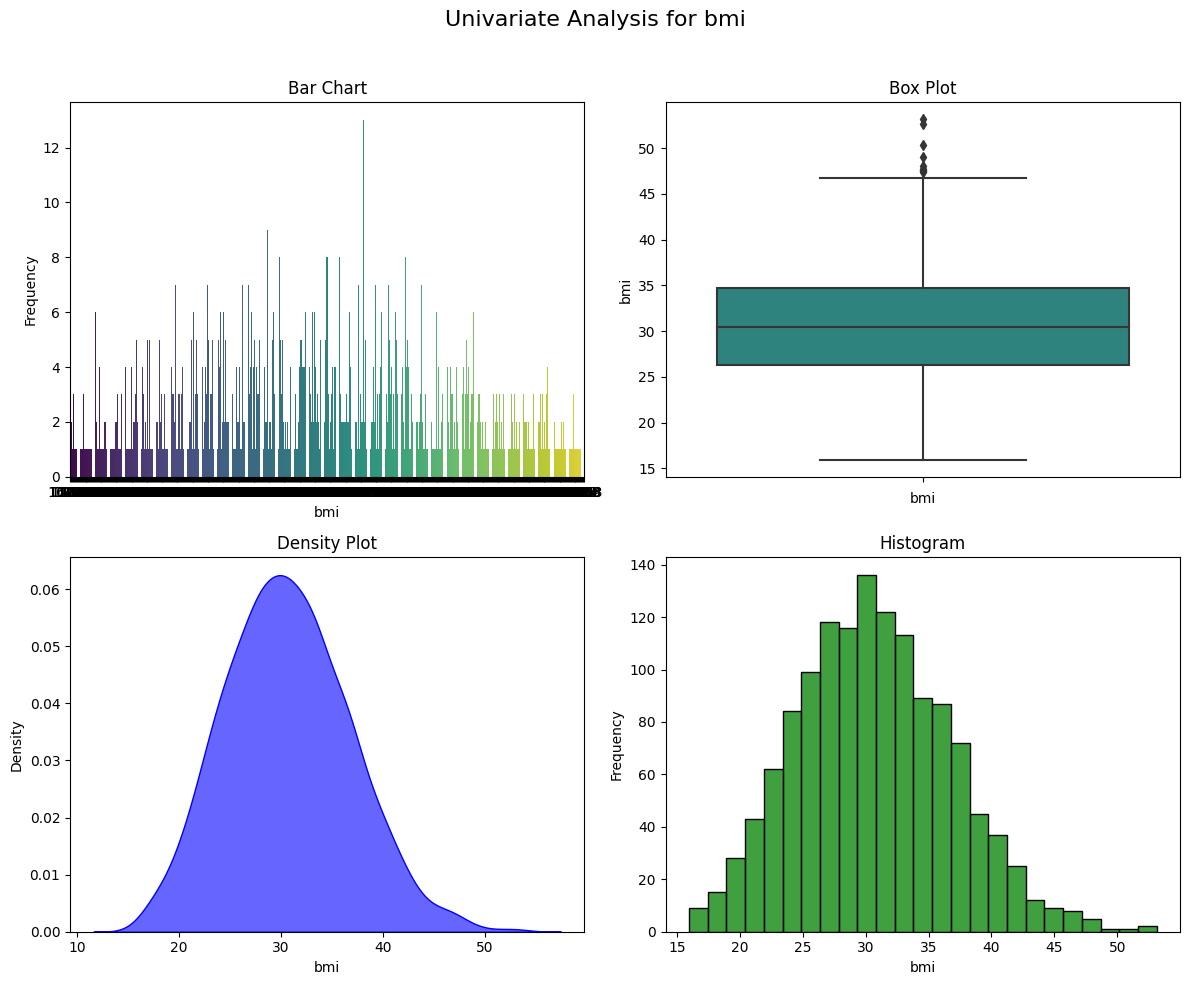 Univariate Analysis for bmi
Bar Chart
12
10
8
6
4
2
0
Frequency
bmi
Box Plot
50
45
40
35
30
25
20
15
bmi
bmi
Density Plot
0.06
0.05
0.04
0.03
0.02
0.01
0.00
Density
10 20 30 40 50
bmi
Histogram
140
120
100
80
60
40
20
0
Frequency
15 20 25 30 35 40 45 50
bmi